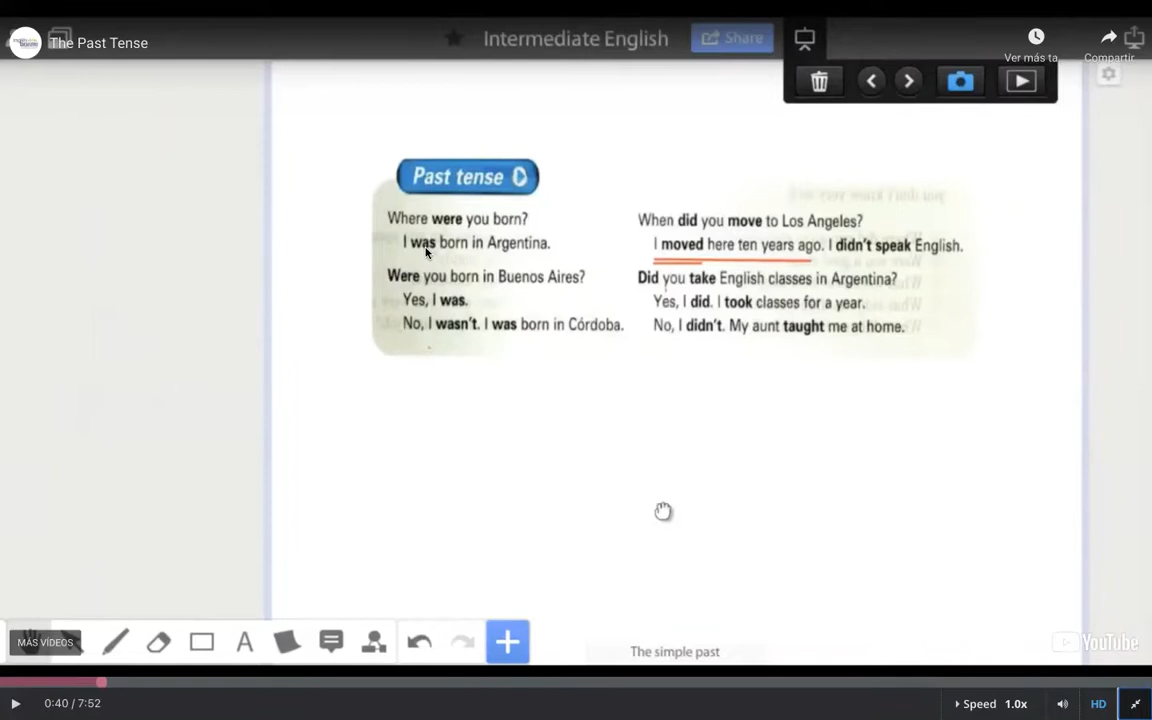 The Past Tense
Intermediate English
Share
Ver más ta
Compartir
Past tense
Where were you born?
I was born in Argentina.
Were you born in Buenos Aires?
Yes, I was.
No, I wasn't. I was born in Córdoba.
When did you move to Los Angeles?
I moved here ten years ago. I didn't speak English.
Did you take English classes in Argentina?
Yes, I did. I took classes for a year.
No, I didn't. My aunt taught me at home.
MÁS VÍDEOS
A
The simple past
YouTube
0:40 / 7:52
Speed 1.0x
HD